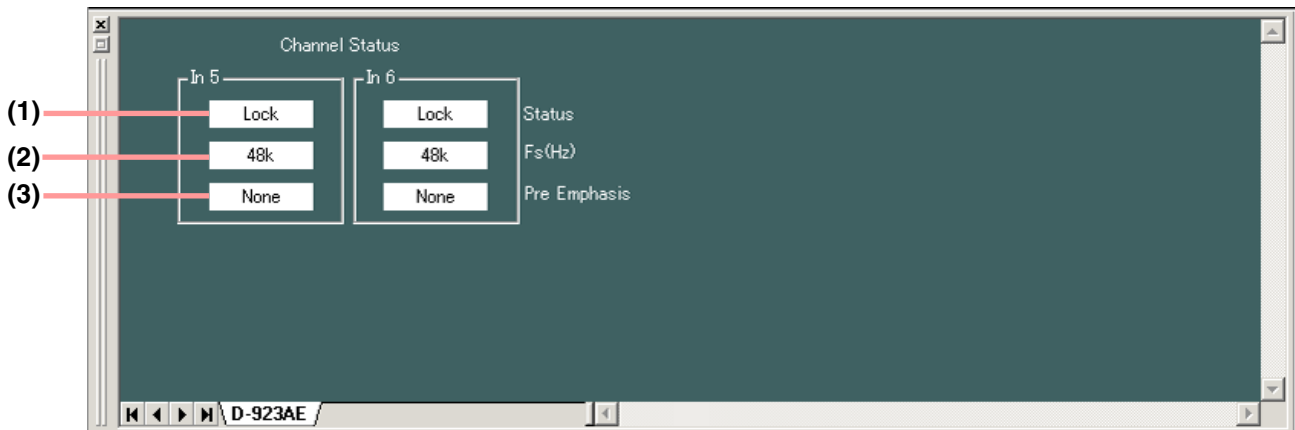 Channel Status
In 5 In 6
(1) Lock Lock Status
(2) 48k 48k Fs(Hz)
(3) None None Pre Emphasis
D-923AE